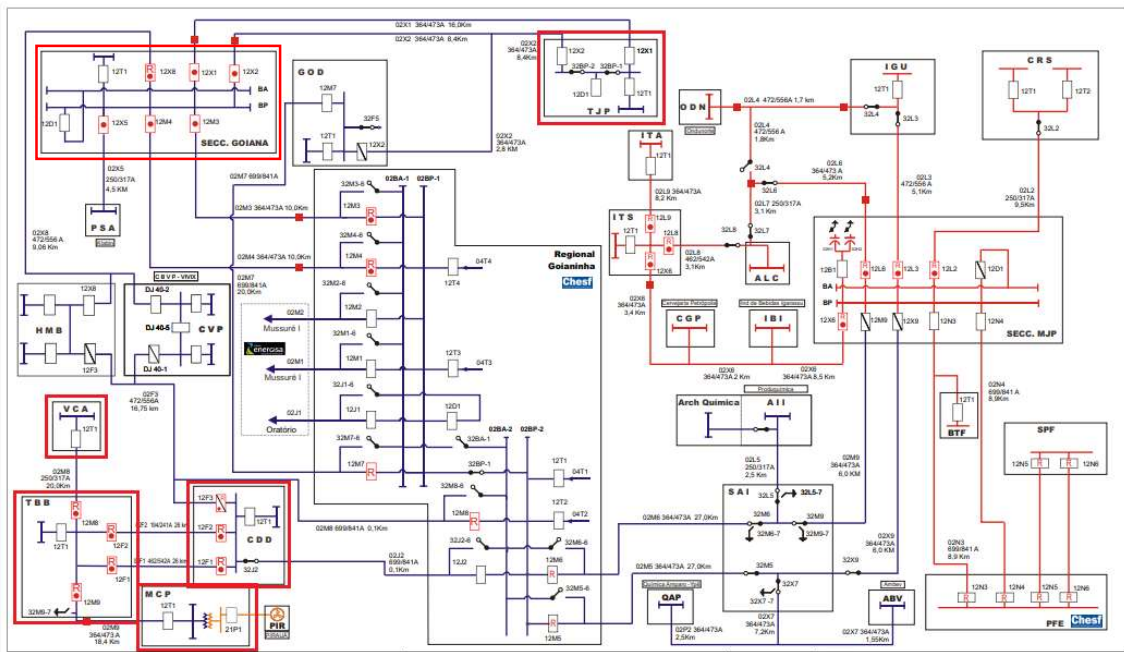 02X1 364/473A 16,0Km
02X2 364/473A 8,4Km
12T1
12X8
12X1
12X2
BA
BP
12D1
12X5
12M4
12M3
SECC. GOIANA
GOD
12M7
32F5
12T1
12X2
02X2
364/473A
8,4Km
12X2
12X1
32BP-2
32BP-1
12D1
12T1
TJP
02X2
364/473A
2,8 KM
02X5
250/317A
4,5 KM
PSA
02X8
472/556 A
9,06 KM
02M7 699/841A
02M3 364/473A 10,0Km
02M4 364/473A 10,0Km
02M7
699/841A
20,0Km
02BA-1
02BP-1
32M3-6
12M3
32M4-6
12M4
04T4
12T4
32M2-6
12M2
32M1-6
12M1
04T3
12T3
32J1-6
12J1
12D1
32M7-6
12M7
32BA-1
32BP-1
02BA-2
02BP-2
12T1
04T1
12T2
04T2
32M8-6
12M8
32J2-6
12J2
32M6-6
12M6
32M5-6
12M5
Regional
Goianinha
Chesf
02M2
Mussuré I
energisa
02M1
Mussuré I
02J1
Oratório
CBVP - VIVIX
12X8
HMB
12F3
DJ 40-2
DJ 40-5
CVP
DJ 40-1
02F3
472/556A
16,75 km
VCA
12T1
02M8
250/317A
20,0Km
TBB
12M8
12T1
12F2
12F1
12M9
32M9-7
02M9
364/473 A
18,4 Km
12F3
12F2
12T1
CDD
12F1
32J2
MCP
12T1
21P1
PIR
02M8 699/841A 0,1Km
02J2
699/841A
0,1Km
02M6 364/473A 27,0Km
02M5 364/473A 27,0Km
ODN
Ondunorte
02L4 472/556A 1,7 km
IGU
12T1
32L4
32L3
CRS
12T1
12T2
32L2
02L4
472/556 A
1,8Km
32L4
32L6
02L6
364/473 A
5,2Km
02L3
472/556A
5,1Km
02L2
250/317A
9,5Km
ITA
12T1
02L9 364/473A
8,2 Km
ITS
12L9
12T1
12L8
12X6
02L7 250/317A
3,1 Km
32L7
32L8
ALC
02L8
462/542A
3,1Km
02X6
364/473A
3,4 Km
Cervejaria Petrópolis
CGP
IBI
02X6
364/473A,2 Km
02X6
364/473A 8,5 Km
12B1
12L6
12L3
12L2
12D1
BA
BP
12X6
12M9
12X9
12N3
12N4
SECC. MJP
Produquímica
Arch Química
AII
02L5
250/317A
2,5 Km
32L5
32L5-7
SAI
32M6
32M9
32M6-7
32M9-7
32M5
32X7
32X7 -7
32X9
02M9
364/473A
6,0 KM
02X9
364/473A
6,0 KM
QAP
02P2 364/473A
2,5Km
02X7
364/473A
7,2Km
Ambev
ABV
02X7 364/473A
1,55Km
12T1
BTF
02N4
699/841 A
8,9Km
SPF
12N5
12N6
02N3
699/841 A
8,9 Km
12N3
12N4
12N5
12N6
PFE
Chesf